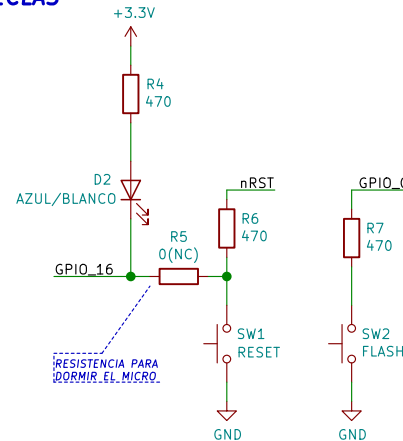 +3.3V
R4
470
D2
AZUL/BLANCO
nRST
GPIO_0
R5
0(NC)
R6
470
R7
470
GPIO_16
SW1
RESET
SW2
FLASH
RESISTENCIA PARA
DORMIR EL MICRO
GND
GND